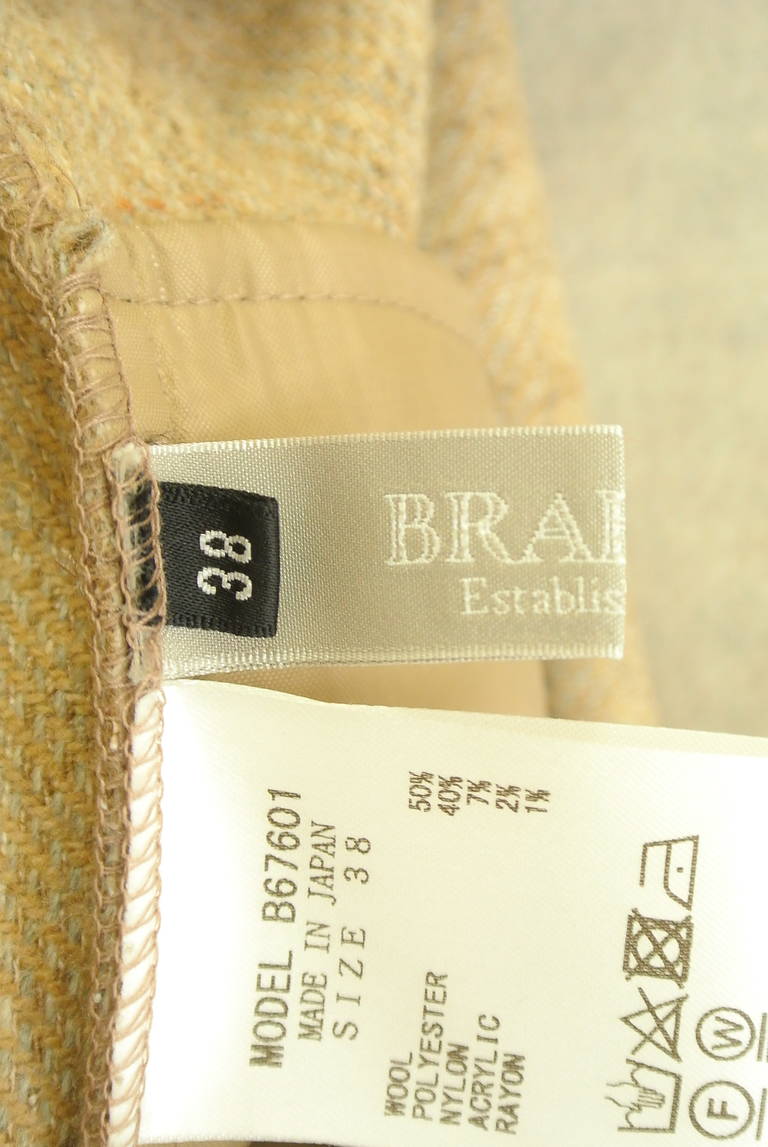 38
BRA
Establis
MODEL B67601
MADE IN JAPAN
SIZE 38
WOOL 50%
POLYESTER 40%
NYLON 7%
ACRYLIC 2%
RAYON 1%
W
F